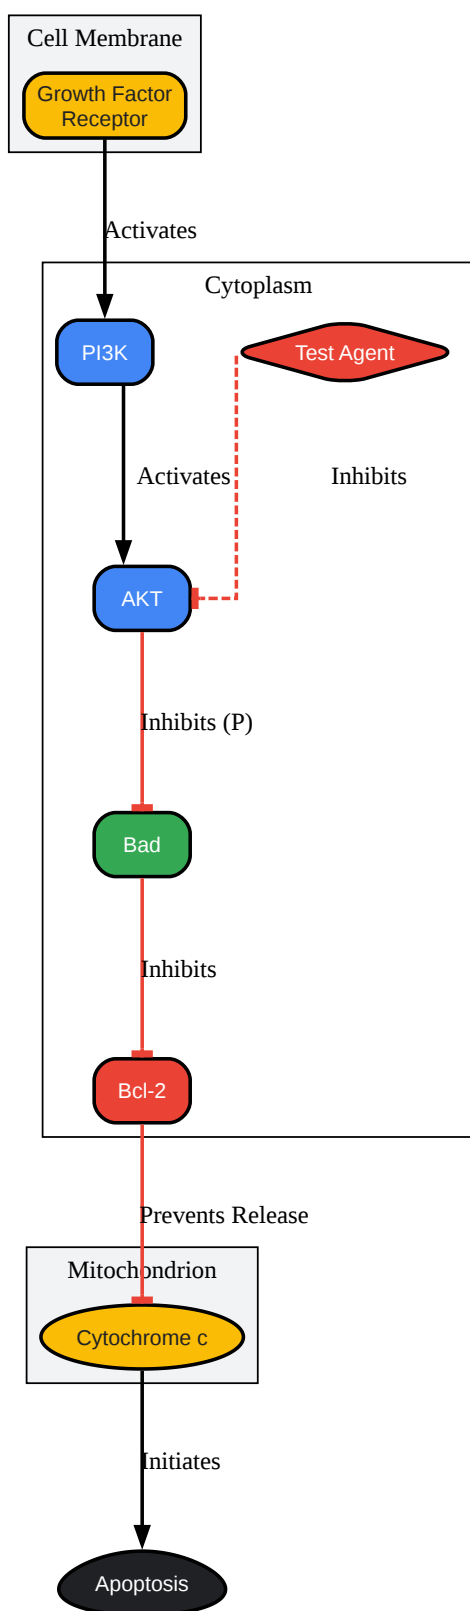 Cell Membrane
Growth Factor
Receptor
Activates
Cytoplasm
PI3K
Test Agent
Activates
Inhibits
AKT
Inhibits (P)
Bad
Inhibits
Bcl-2
Prevents Release
Mitochondrion
Cytochrome c
Initiates
Apoptosis